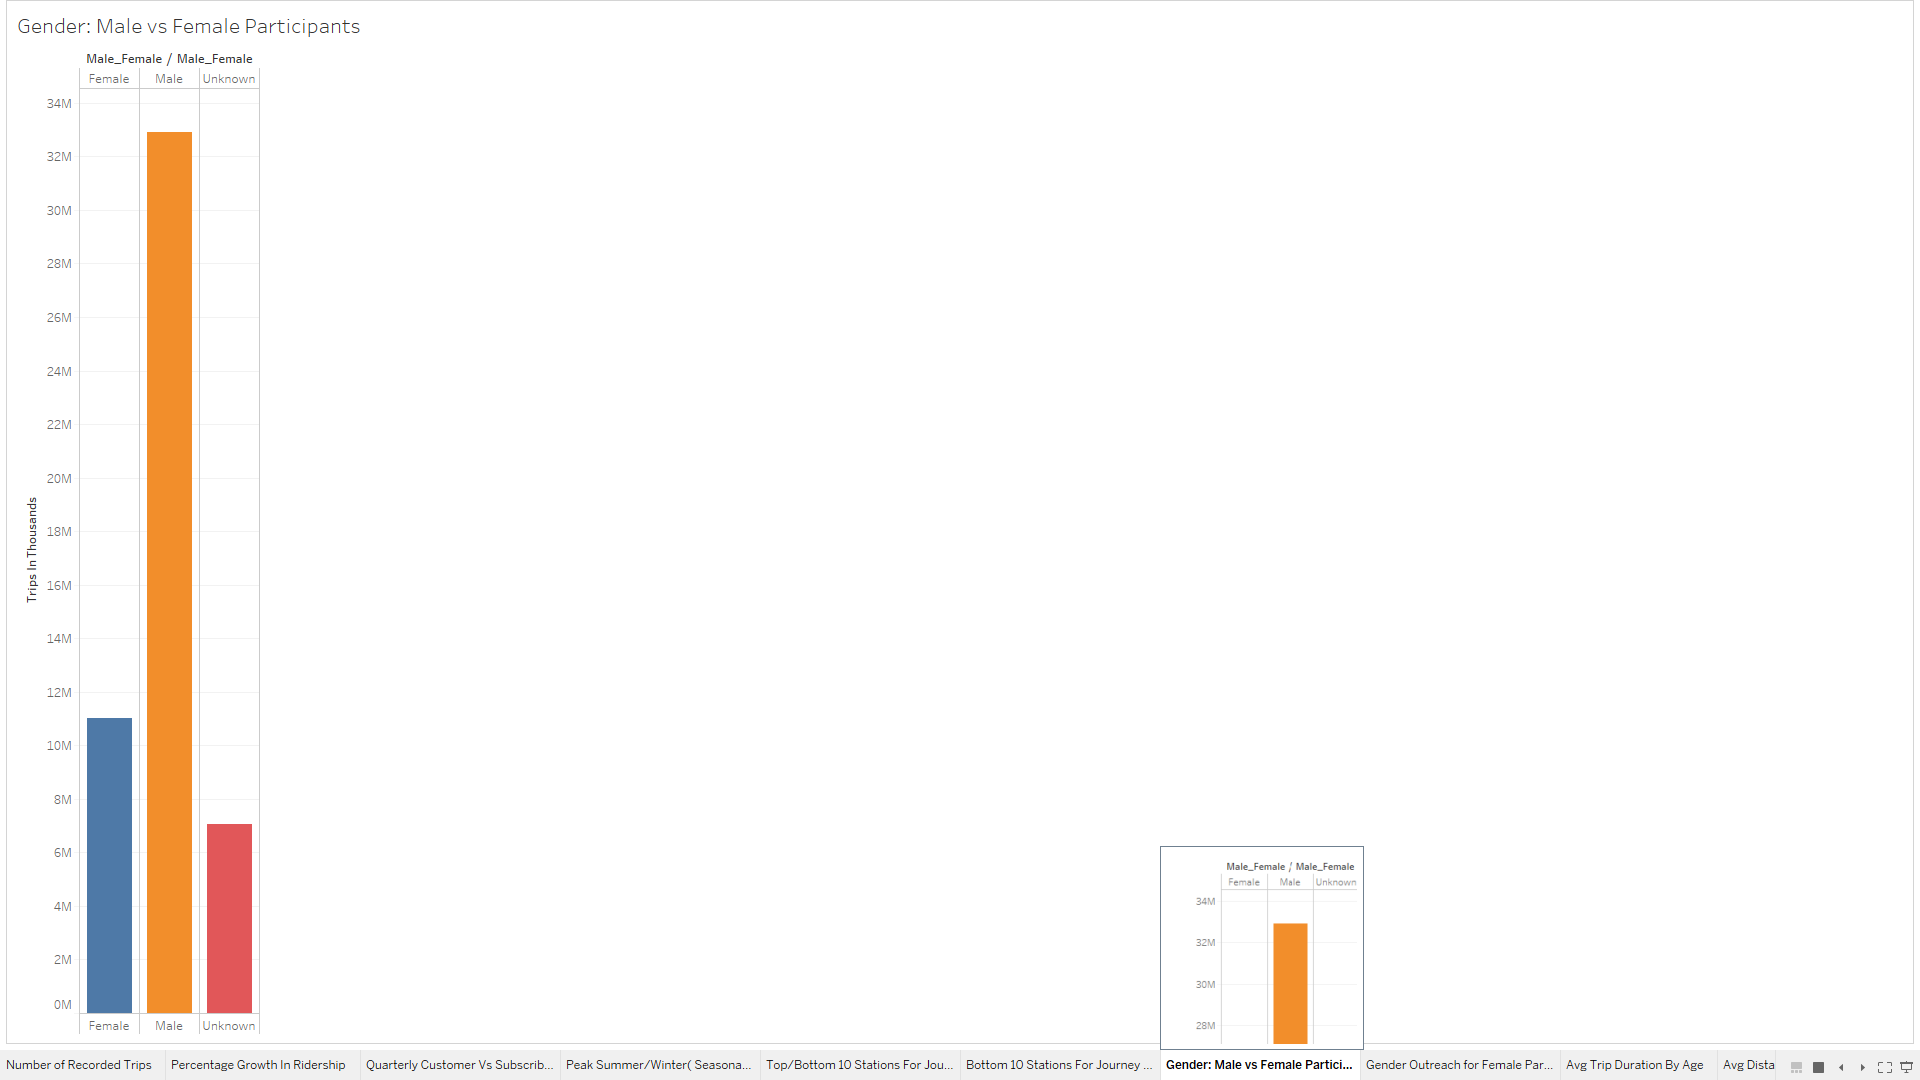 Gender: Male vs Female Participants
Male_Female / Male_Female
Female Male Unknown
34M
32M
30M
28M
26M
24M
22M
20M
18M
16M
14M
12M
10M
8M
6M
4M
2M
0M
Trips In Thousands
Female Male Unknown
Male_Female / Male_Female
Female Male Unknown
34M
32M
30M
28M
Number of Recorded Trips Percentage Growth In Ridership Quarterly Customer Vs Subscrib... Peak Summer/Winter( Seasona... Top/Bottom 10 Stations For Jou... Bottom 10 Stations For Journey ... Gender: Male vs Female Partici... Gender Outreach for Female Par... Avg Trip Duration By Age Avg Dista